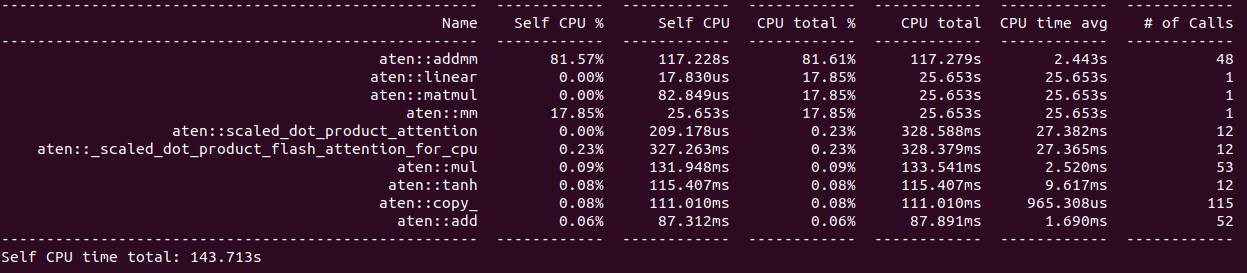 -------------------------------------------------------  ------------  ------------  ------------  ------------  ------------  ------------
Name    Self CPU %      Self CPU   CPU total %     CPU total  CPU time avg    # of Calls
-------------------------------------------------------  ------------  ------------  ------------  ------------  ------------  ------------
aten::addmm        81.57%      117.228s        81.61%      117.279s        2.443s            48
aten::linear         0.00%      17.830us        17.85%       25.653s       25.653s             1
aten::matmul         0.00%      82.849us        17.85%       25.653s       25.653s             1
aten::mm        17.85%       25.653s        17.85%       25.653s       25.653s             1
aten::scaled_dot_product_attention         0.00%     209.178us         0.23%     328.588ms      27.382ms            12
aten::_scaled_dot_product_flash_attention_for_cpu         0.23%     327.263ms         0.23%     328.379ms      27.365ms            12
aten::mul         0.09%     131.948ms         0.09%     133.541ms       2.520ms            53
aten::tanh         0.08%     115.407ms         0.08%     115.407ms       9.617ms            12
aten::copy_         0.08%     111.010ms         0.08%     111.010ms     965.308us           115
aten::add         0.06%      87.312ms         0.06%      87.891ms       1.690ms            52
-------------------------------------------------------  ------------  ------------  ------------  ------------  ------------  ------------
Self CPU time total: 143.713s